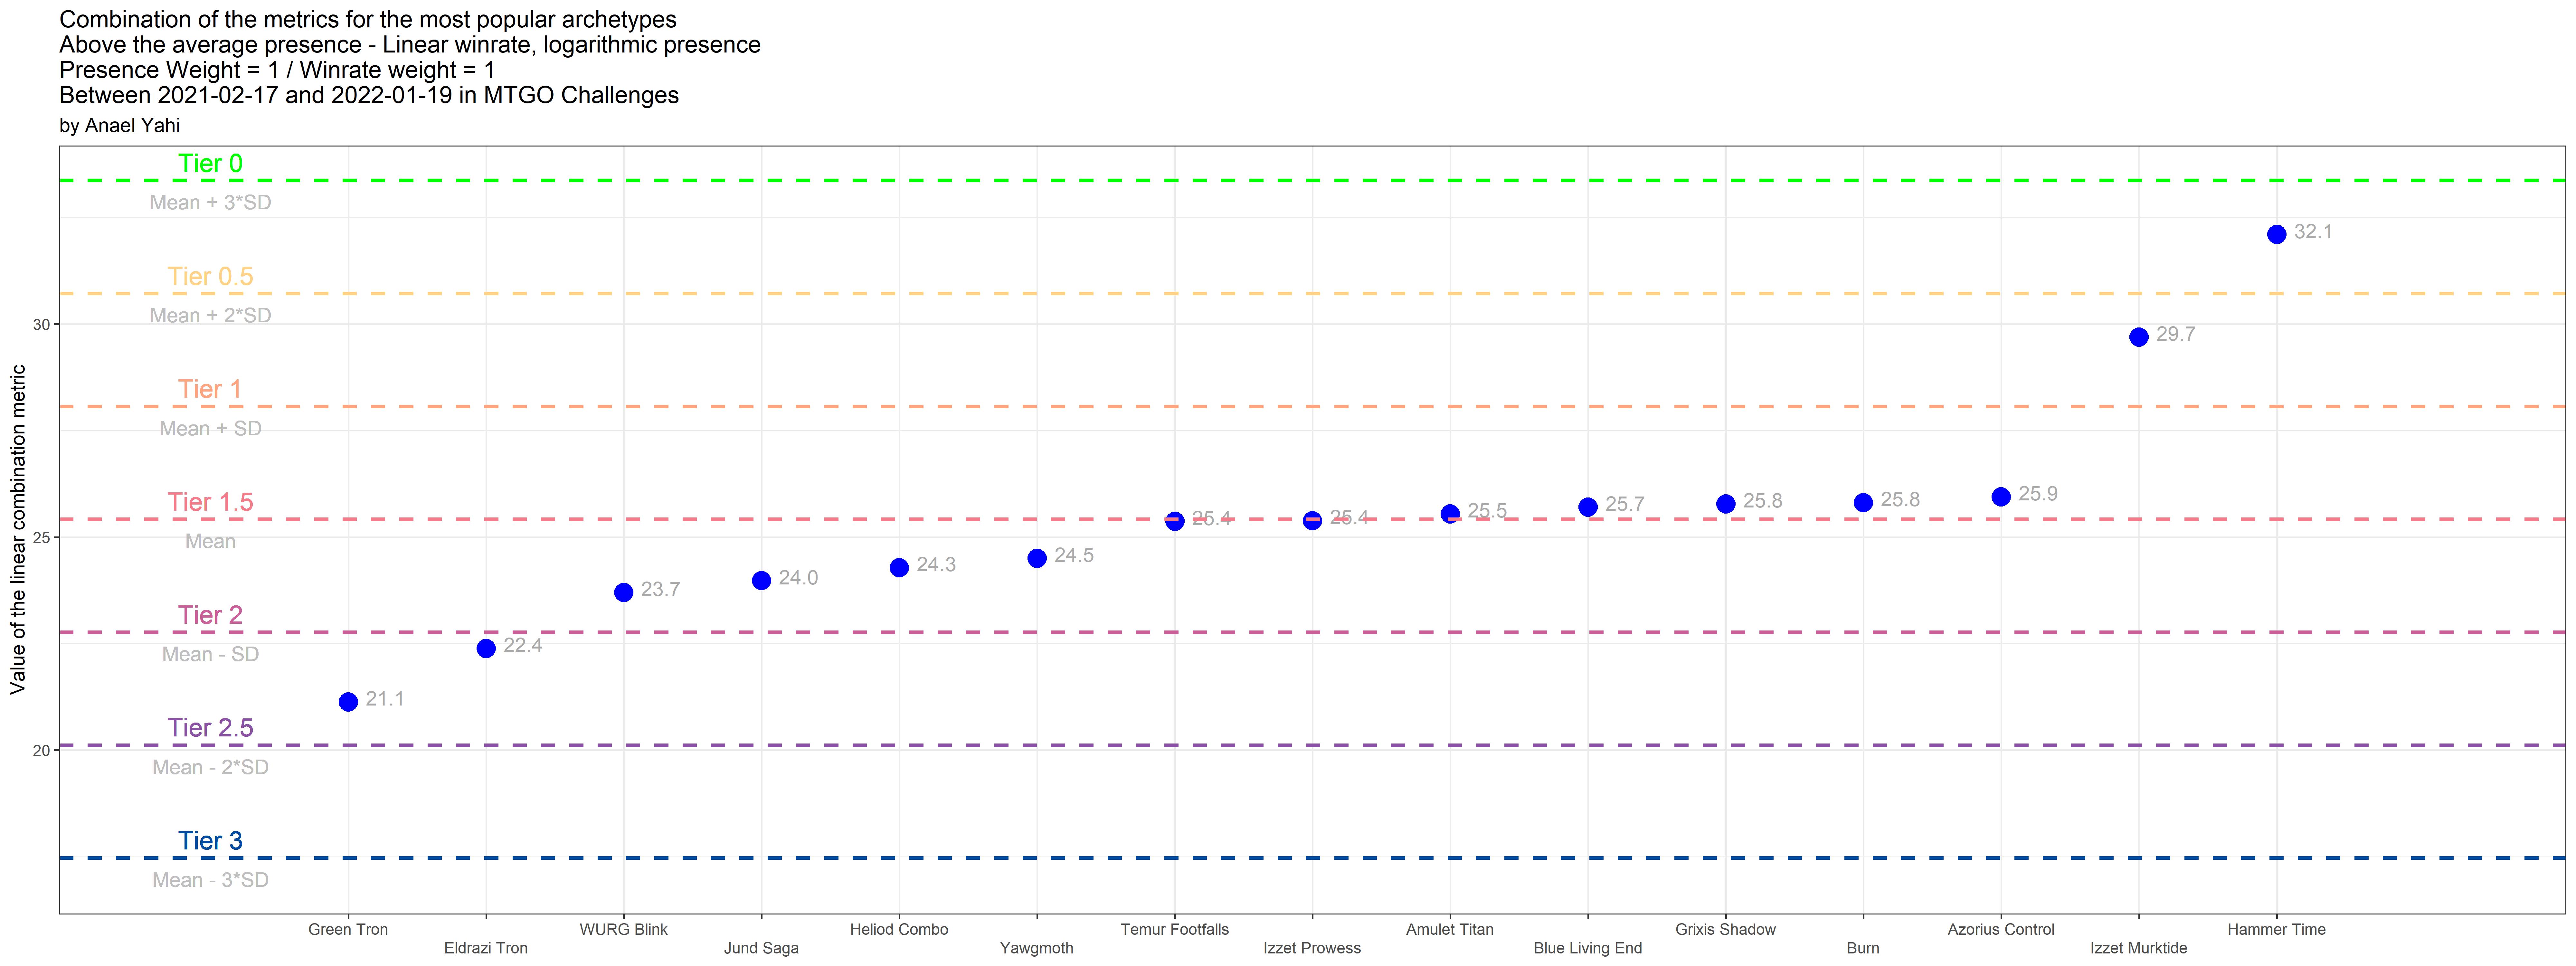 Combination of the metrics for the most popular archetypes
Above the average presence - Linear winrate, logarithmic presence
Presence Weight = 1 / Winrate weight = 1
Between 2021-02-17 and 2022-01-19 in MTGO Challenges
by Anael Yahi
Value of the linear combination metric
Tier 0
Mean + 3*SD
32.1
Tier 0.5
Mean + 2*SD
30
29.7
Tier 1
Mean + SD
Tier 1.5
Mean
25.4
25.4
25.5
25.7
25.8
25.8
25.9
25
24.5
24.3
24.0
23.7
Tier 2
Mean - SD
22.4
21.1
Tier 2.5
20
Mean - 2*SD
Tier 3
Mean - 3*SD
Green Tron
Eldrazi Tron
WURG Blink
Jund Saga
Heliod Combo
Yawgmoth
Temur Footfalls
Izzet Prowess
Amulet Titan
Blue Living End
Grixis Shadow
Burn
Azorius Control
Izzet Murktide
Hammer Time